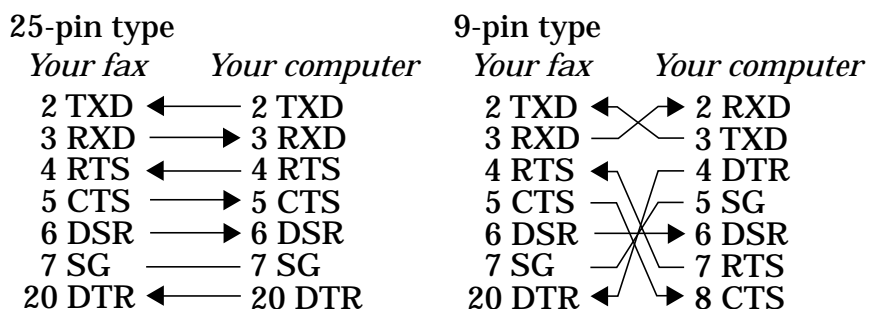 25-pin type
Your fax Your computer
2 TXD 2 TXD
3 RXD 3 RXD
4 RTS 4 RTS
5 CTS 5 CTS
6 DSR 6 DSR
7 SG 7 SG
20 DTR 20 DTR
9-pin type
Your fax Your computer
2 TXD 2 RXD
3 RXD 3 TXD
4 RTS 4 DTR
5 CTS 5 SG
6 DSR 6 DSR
7 SG 7 RTS
20 DTR 8 CTS